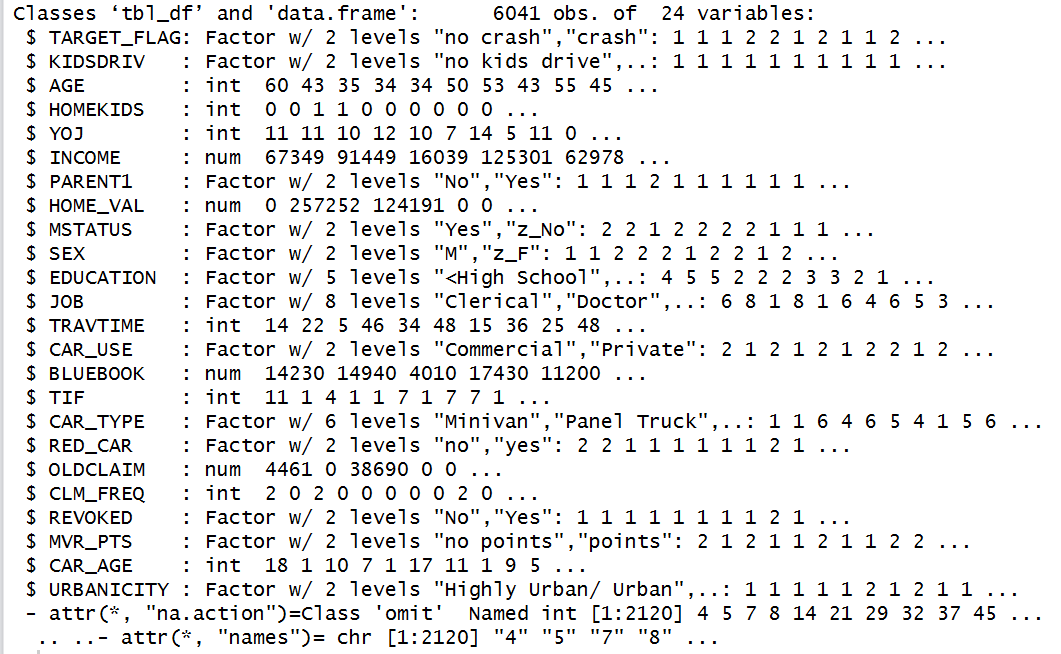 Classes ‘tbl_df’ and 'data.frame':	6041 obs. of  24 variables:
 $ TARGET_FLAG: Factor w/ 2 levels "no crash","crash": 1 1 1 2 2 1 2 1 1 2 ...
 $ KIDSDRIV   : Factor w/ 2 levels "no kids drive",..: 1 1 1 1 1 1 1 1 1 1 ...
 $ AGE        : int  60 43 35 34 34 50 53 43 55 45 ...
 $ HOMEKIDS   : int  0 0 1 1 0 0 0 0 0 0 ...
 $ YOJ        : int  11 11 10 12 10 7 14 5 11 0 ...
 $ INCOME     : num  67349 91449 16039 125301 62978 ...
 $ PARENT1    : Factor w/ 2 levels "No","Yes": 1 1 1 2 1 1 1 1 1 1 ...
 $ HOME_VAL   : num  0 257252 124191 0 0 ...
 $ MSTATUS    : Factor w/ 2 levels "Yes","z_No": 2 2 1 2 2 2 2 1 1 1 ...
 $ SEX        : Factor w/ 2 levels "M","z_F": 1 1 2 2 2 1 2 2 1 2 ...
 $ EDUCATION  : Factor w/ 5 levels "<High School",..: 4 5 5 2 2 2 3 3 2 1 ...
 $ JOB        : Factor w/ 8 levels "Clerical","Doctor",..: 6 8 1 8 1 6 4 6 5 3 ...
 $ TRAVTIME   : int  14 22 5 46 34 48 15 36 25 48 ...
 $ CAR_USE    : Factor w/ 2 levels "Commercial","Private": 2 1 2 1 2 1 2 2 1 2 ...
 $ BLUEBOOK   : num  14230 14940 4010 17430 11200 ...
 $ TIF        : int  11 1 4 1 1 7 1 7 7 1 ...
 $ CAR_TYPE   : Factor w/ 6 levels "Minivan","Panel Truck",..: 1 1 6 4 6 5 4 1 5 6 ...
 $ RED_CAR    : Factor w/ 2 levels "no","yes": 2 2 1 1 1 1 1 1 2 1 ...
 $ OLDCLAIM   : num  4461 0 38690 0 0 ...
 $ CLM_FREQ   : int  2 0 2 0 0 0 0 0 2 0 ...
 $ REVOKED    : Factor w/ 2 levels "No","Yes": 1 1 1 1 1 1 1 1 2 1 ...
 $ MVR_PTS    : Factor w/ 2 levels "no points","points": 2 1 2 1 1 2 1 1 2 2 ...
 $ CAR_AGE    : int  18 1 10 7 1 17 11 1 9 5 ...
 $ URBANICITY : Factor w/ 2 levels "Highly Urban/ Urban",..: 1 1 1 1 1 2 1 2 1 1 ...
 - attr(*, "na.action")=Class 'omit'  Named int [1:2120] 4 5 7 8 14 21 29 32 37 45 ...
  .. ..- attr(*, "names")= chr [1:2120] "4" "5" "7" "8" ...